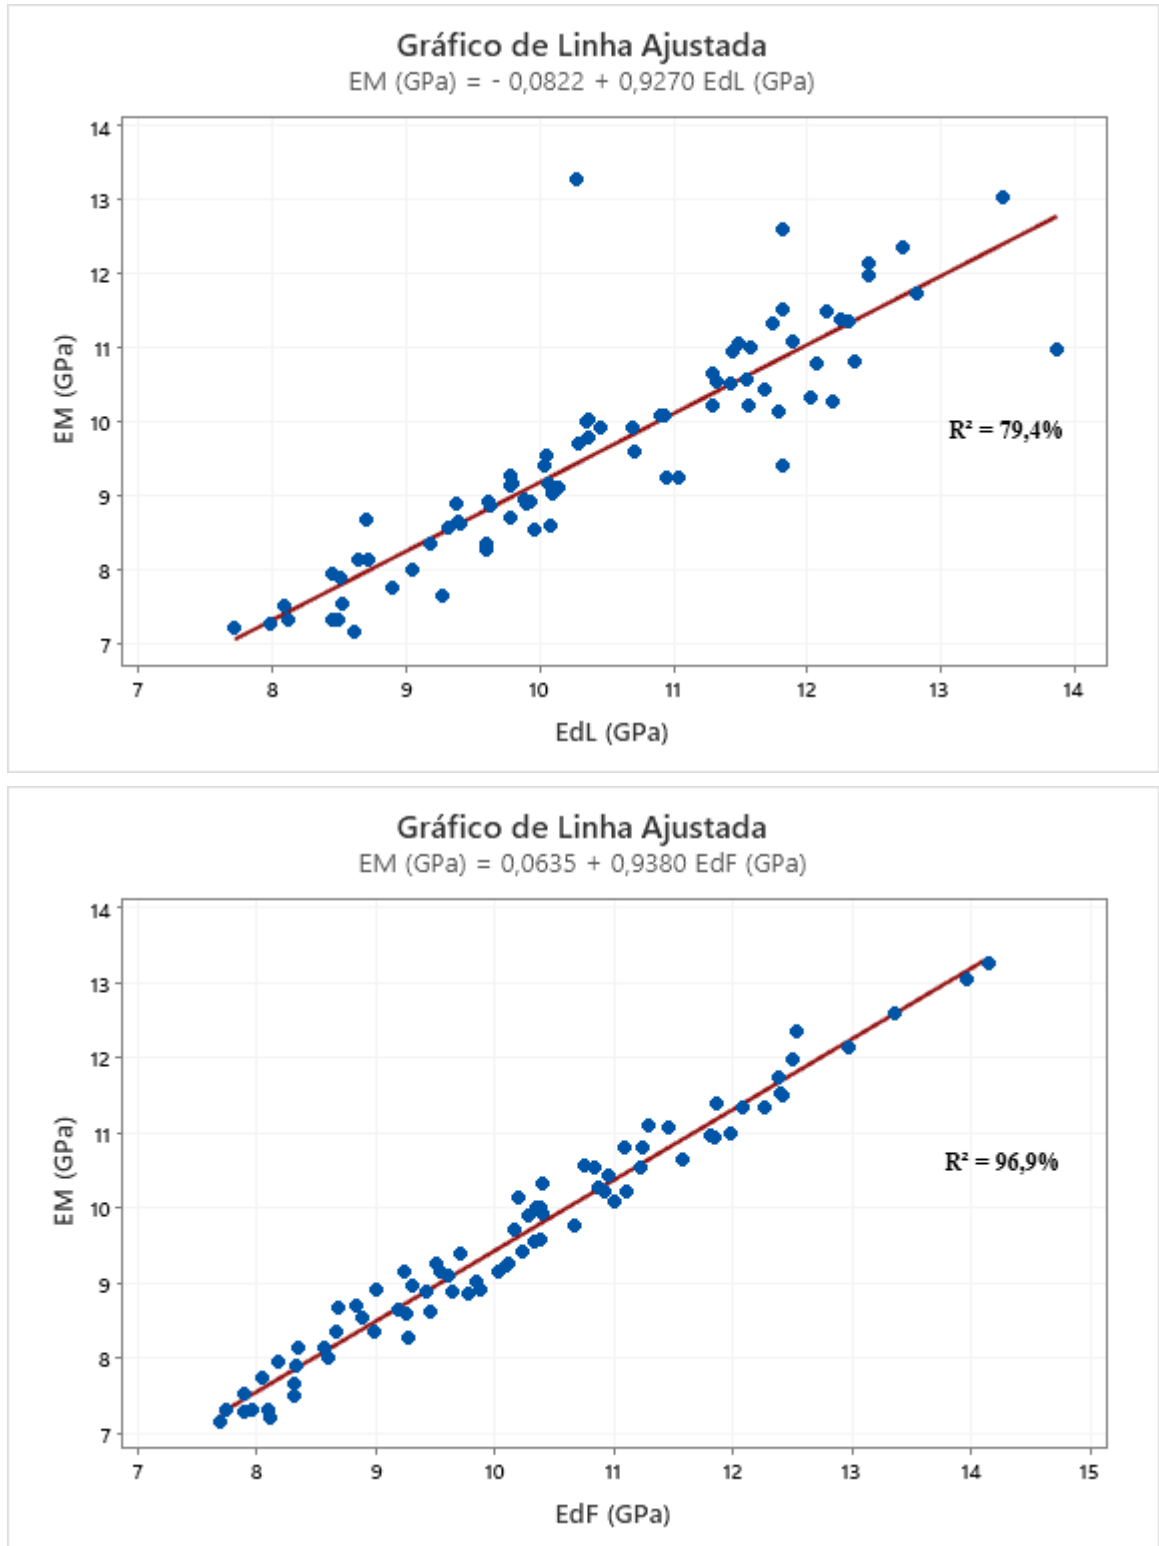 Gráfico de Linha Ajustada
EM (GPa) = - 0,0822 + 0,9270 EdL (GPa)
14
13
12
11
10
9
8
7
EM (GPa)
R² = 79,4%
7 8 9 10 11 12 13 14
EdL (GPa)
Gráfico de Linha Ajustada
EM (GPa) = 0,0635 + 0,9380 EdF (GPa)
14
13
12
11
10
9
8
7
EM (GPa)
R² = 96,9%
7 8 9 10 11 12 13 14 15
EdF (GPa)